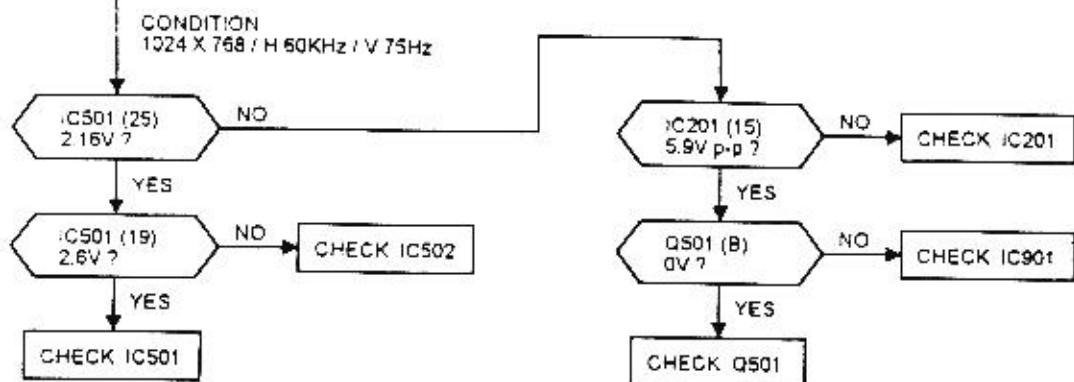 CONDITION
1024 X 768 / H 60KHz / V 75Hz
IC501 (25)
2.16V ?
NO
YES
IC501 (19)
2.6V ?
NO
CHECK IC502
YES
CHECK IC501
IC201 (15)
5.9V p-p ?
NO
CHECK IC201
YES
Q501 (B)
0V ?
NO
CHECK IC901
YES
CHECK Q501